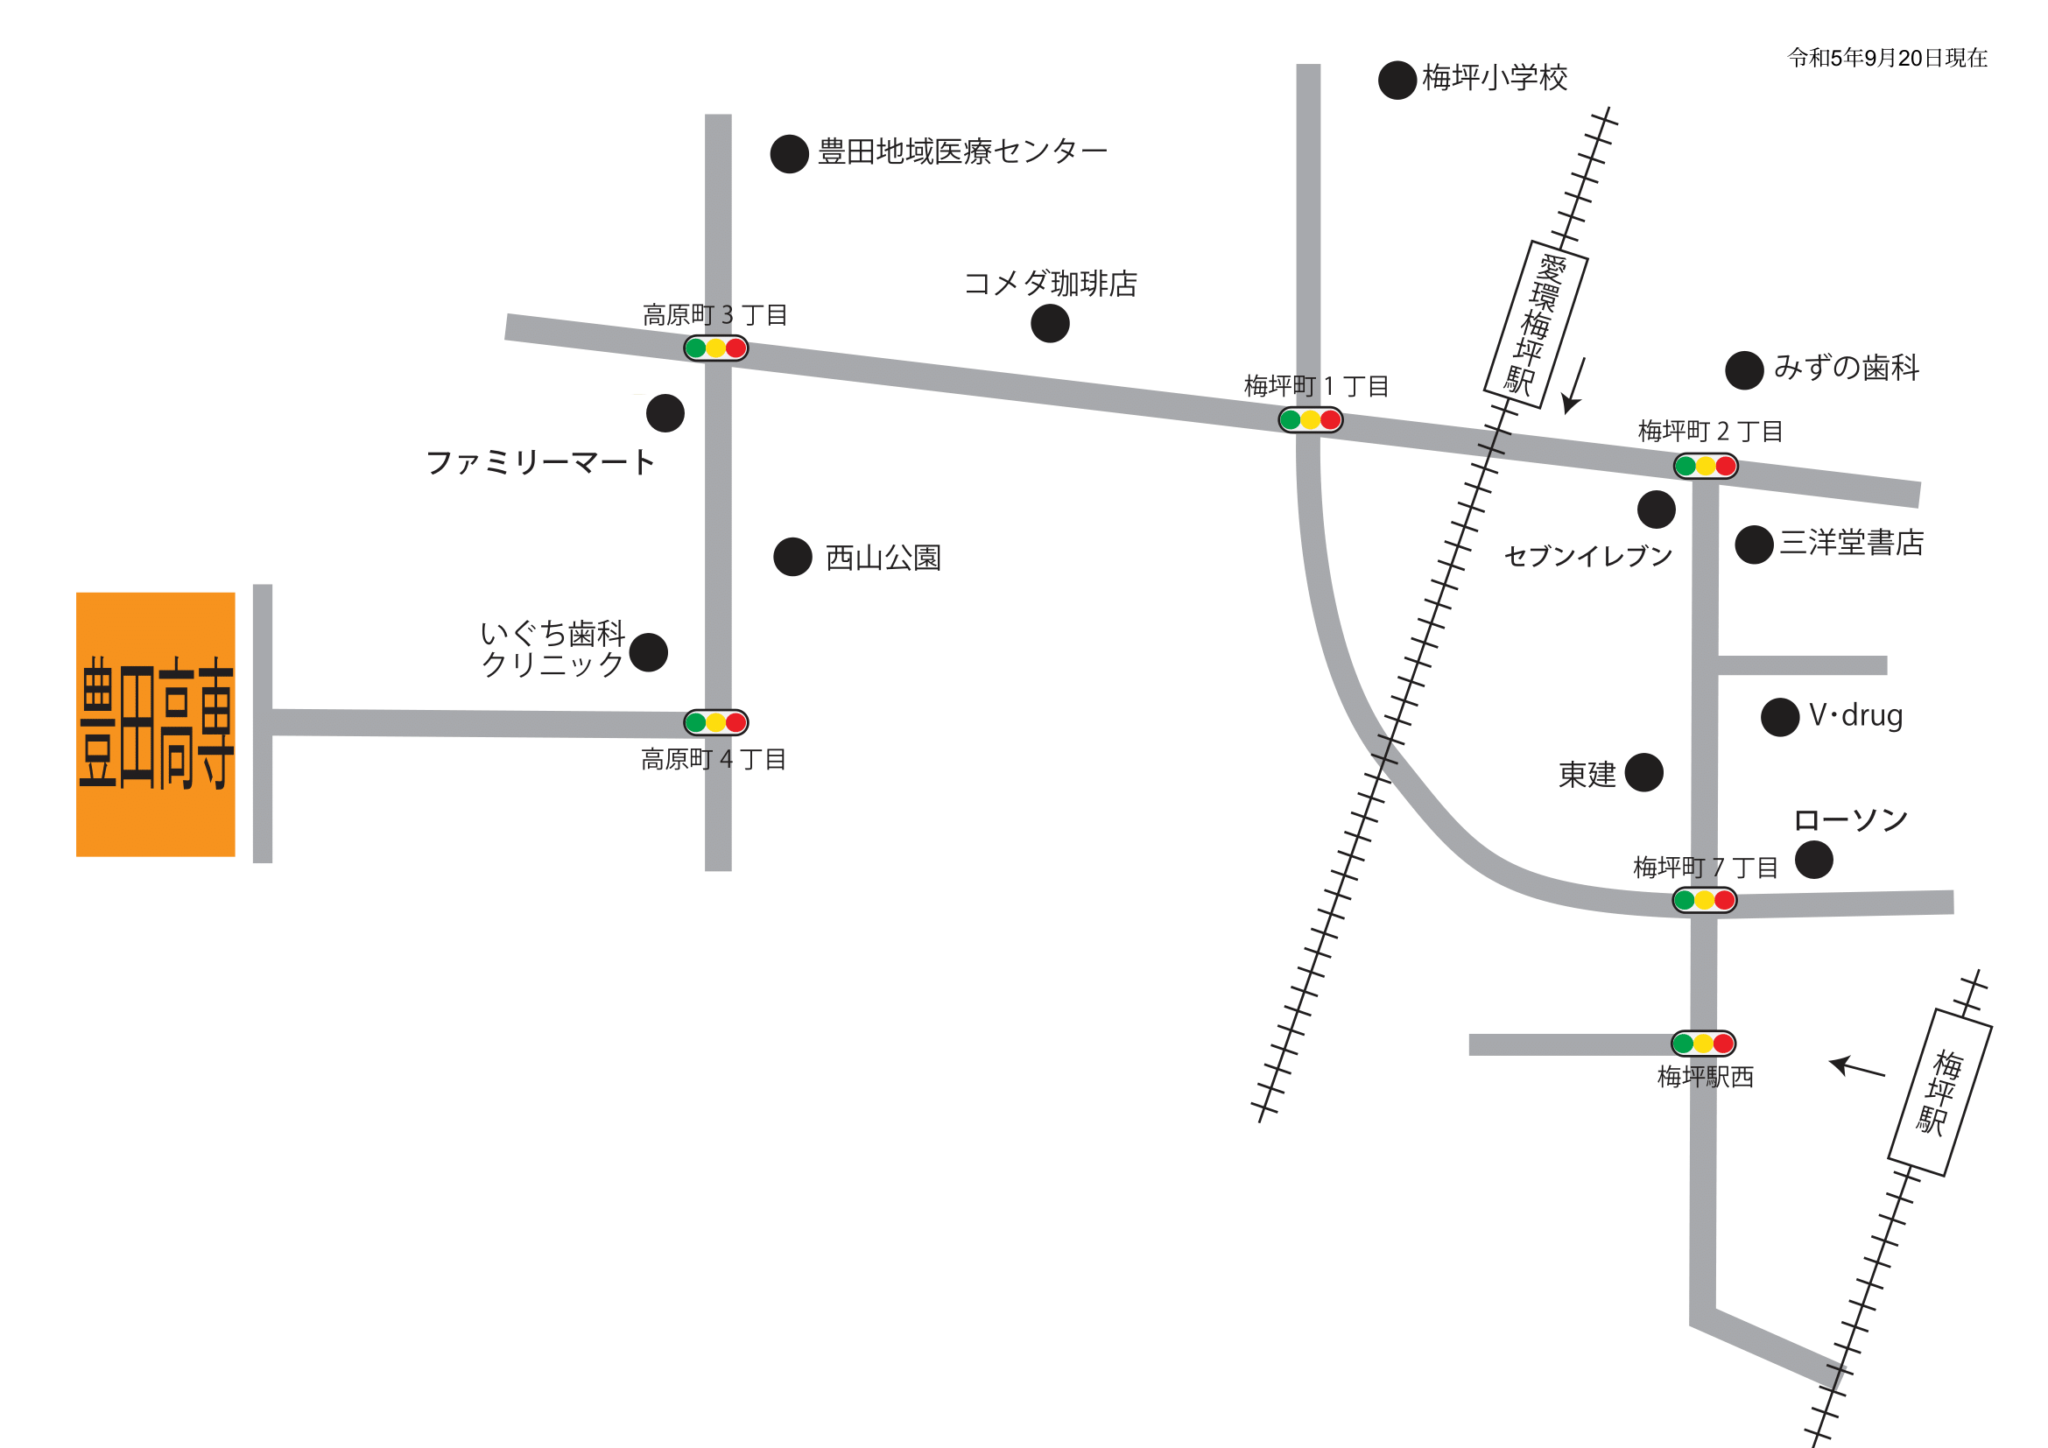 令和5年9月20日現在
梅坪小学校
豊田地域医療センター
コメダ珈琲店
高原町 3 丁目
愛環梅坪駅
梅坪町 1 丁目
みずの歯科
梅坪町 2 丁目
ファミリーマート
三洋堂書店
セブンイレブン
西山公園
いぐち歯科
クリニック
豊田高専
V・drug
高原町 4 丁目
東建
ローソン
梅坪町 7 丁目
梅坪駅西
梅坪駅